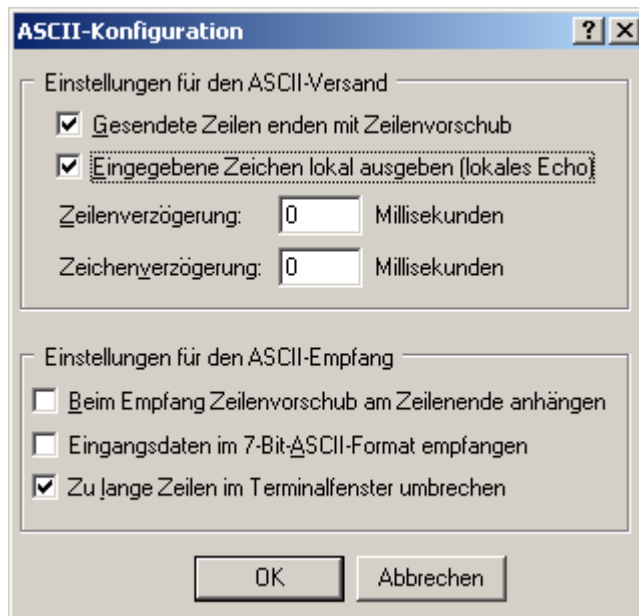 ASCII-Konfiguration
Einstellungen für den ASCII-Versand
Gesendete Zeilen enden mit Zeilenvorschub
Eingegebene Zeichen lokal ausgeben (lokales Echo)
Zeilenverzögerung: 0 Millisekunden
Zeichenverzögerung: 0 Millisekunden
Einstellungen für den ASCII-Empfang
Beim Empfang Zeilenvorschub am Zeilenende anhängen
Eingangsdaten im 7-Bit-ASCII-Format empfangen
Zu lange Zeilen im Terminalfenster umbrechen
OK Abbrechen